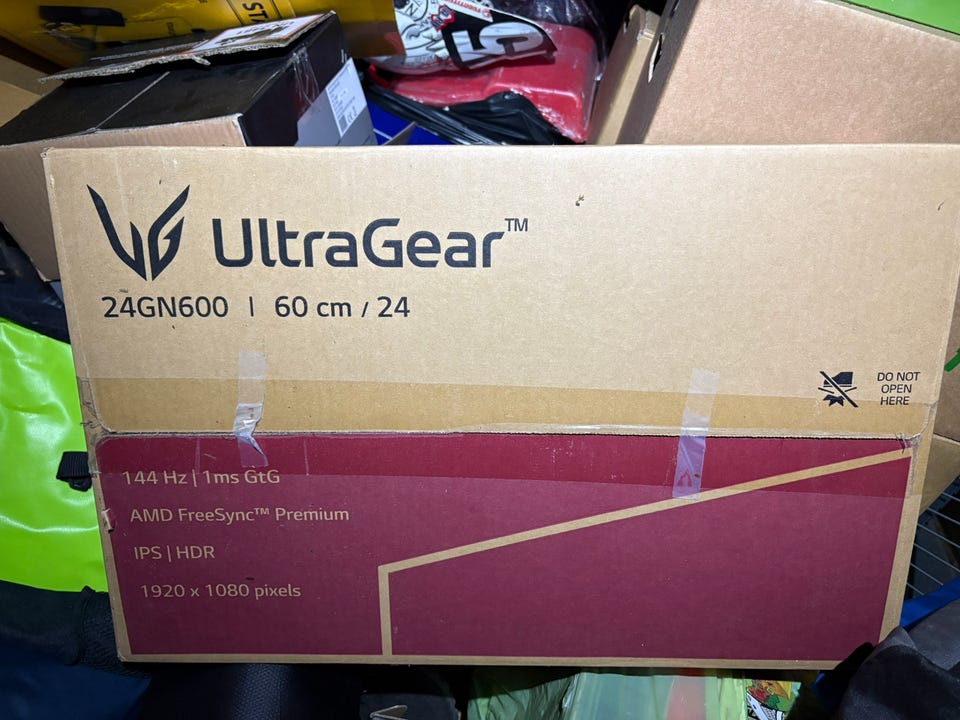 ST
UltraGear™
24GN600 | 60 cm / 24
DO NOT
OPEN
HERE
144 Hz | 1ms GtG
AMD FreeSync™ Premium
IPS | HDR
1920 x 1080 pixels